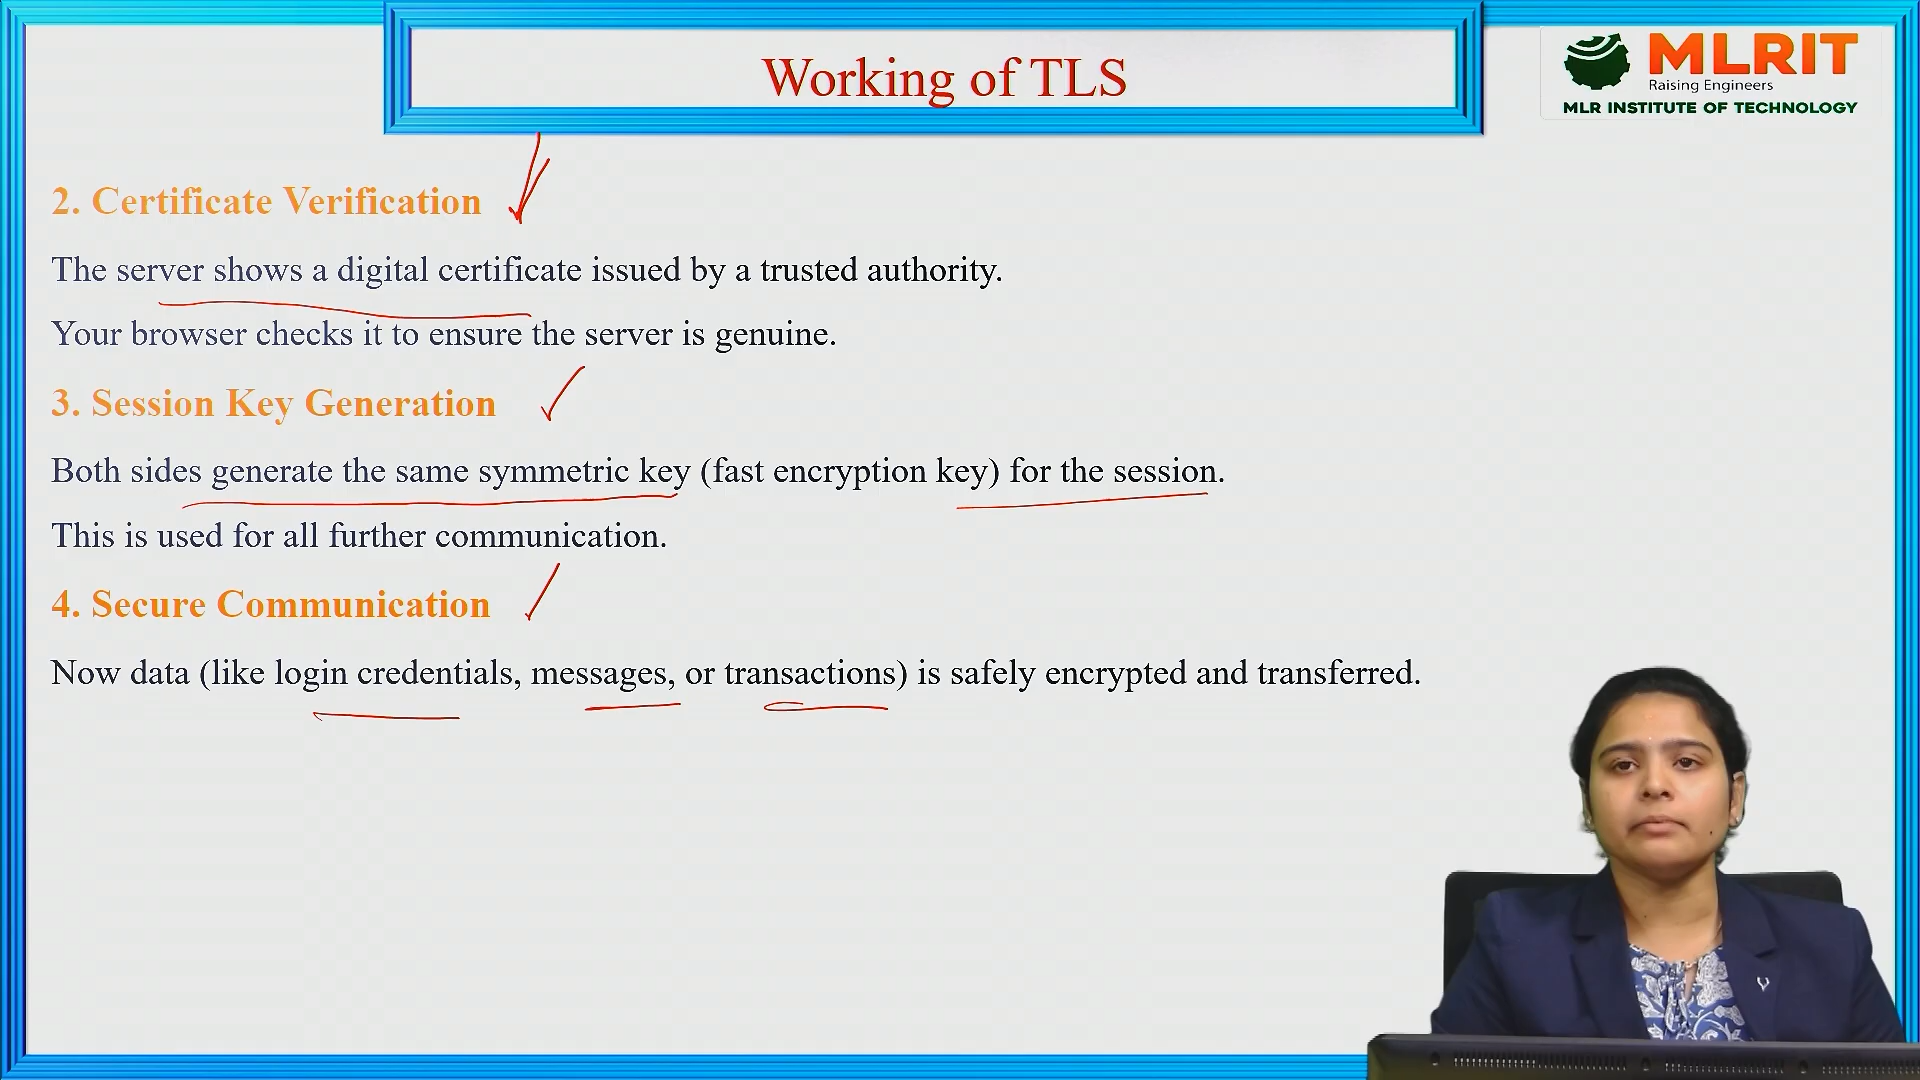 Working of TLS
MLRIT
Raising Engineers
MLR INSTITUTE OF TECHNOLOGY
2. Certificate Verification
The server shows a digital certificate issued by a trusted authority.
Your browser checks it to ensure the server is genuine.
3. Session Key Generation
Both sides generate the same symmetric key (fast encryption key) for the session.
This is used for all further communication.
4. Secure Communication
Now data (like login credentials, messages, or transactions) is safely encrypted and transferred.